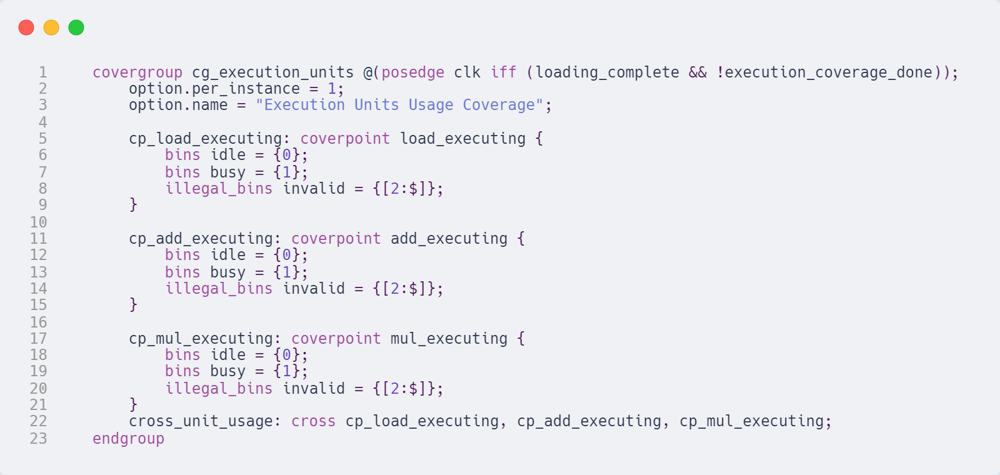 1 covergroup cg_execution_units @(posedge clk iff (loading_complete && !execution_coverage_done));
2 option.per_instance = 1;
3 option.name = "Execution Units Usage Coverage";
4
5 cp_load_executing: coverpoint load_executing {
6 bins idle = {0};
7 bins busy = {1};
8 illegal_bins invalid = {[2:$]};
9 }
10
11 cp_add_executing: coverpoint add_executing {
12 bins idle = {0};
13 bins busy = {1};
14 illegal_bins invalid = {[2:$]};
15 }
16
17 cp_mul_executing: coverpoint mul_executing {
18 bins idle = {0};
19 bins busy = {1};
20 illegal_bins invalid = {[2:$]};
21 }
22 cross_unit_usage: cross cp_load_executing, cp_add_executing, cp_mul_executing;
23 endgroup